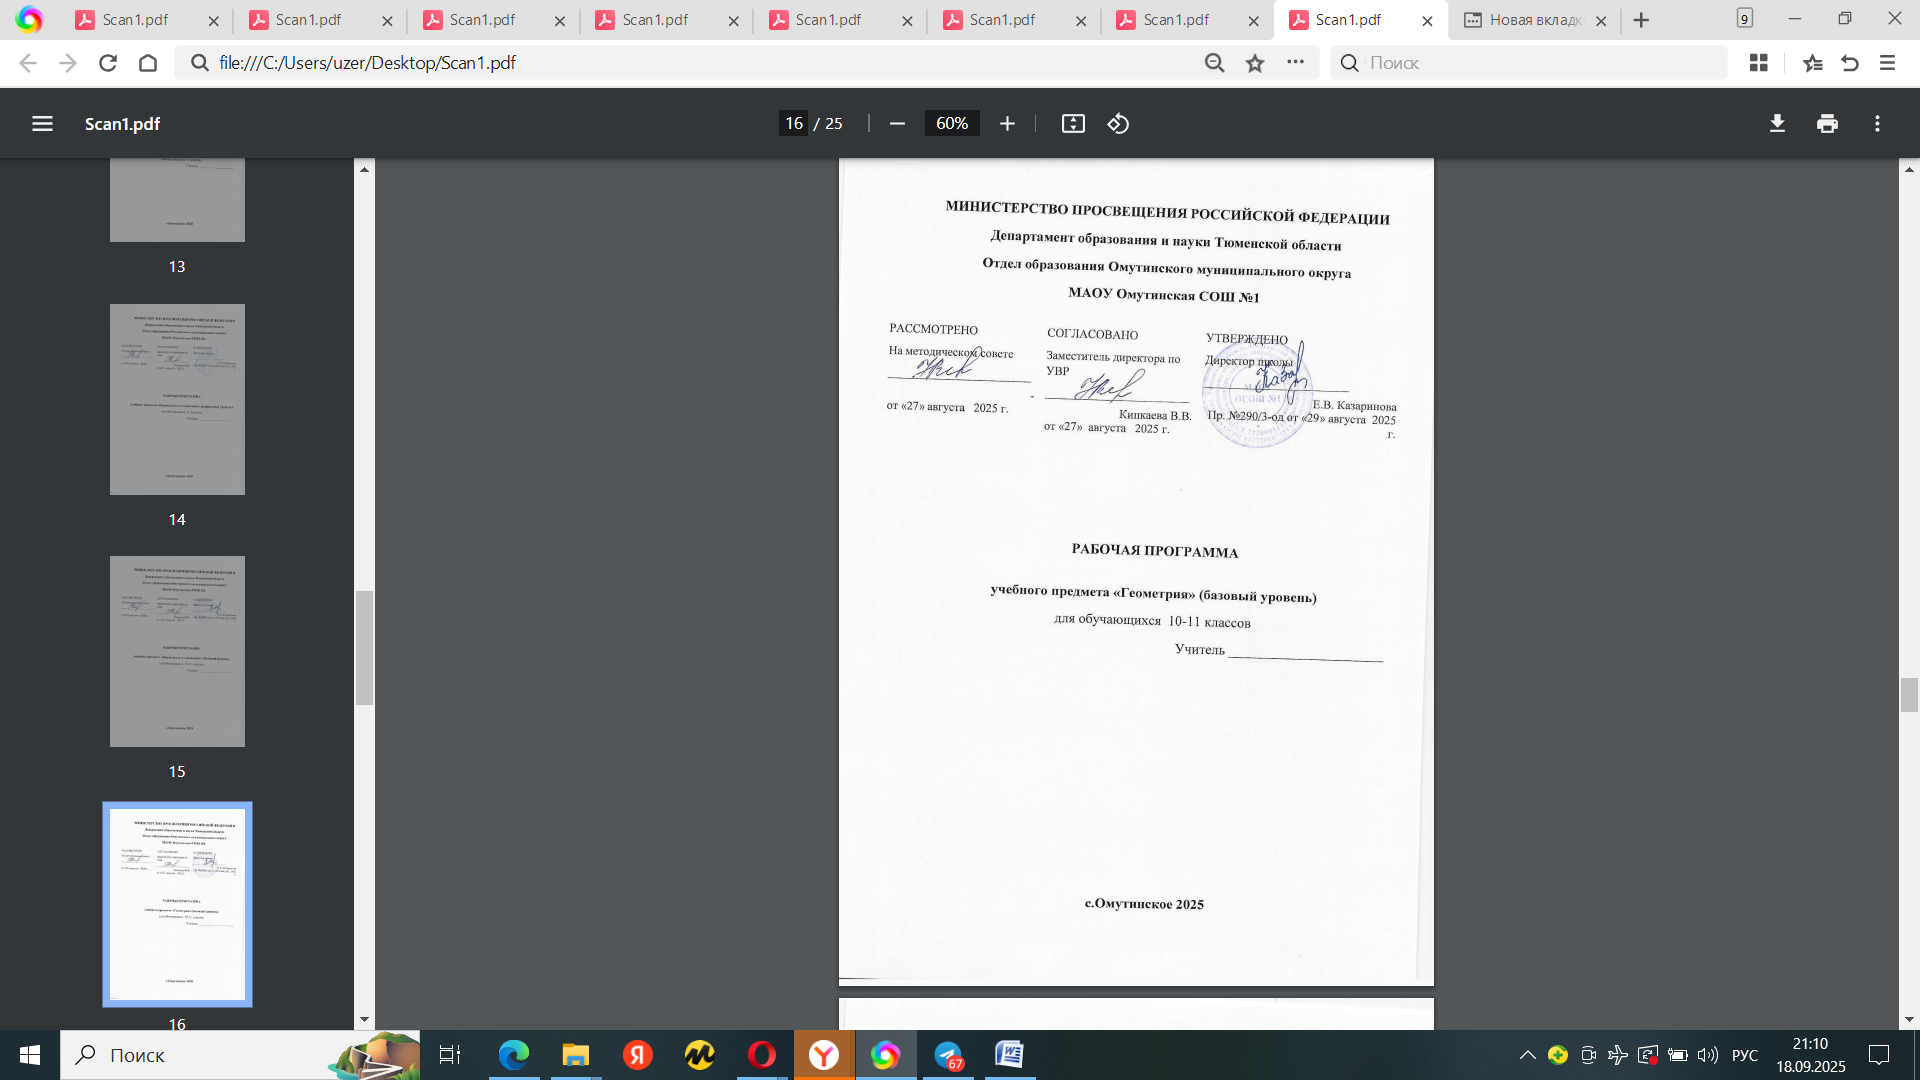 Scan1.pdf
Scan1.pdf
Scan1.pdf
Scan1.pdf
Scan1.pdf
Scan1.pdf
Scan1.pdf
Scan1.pdf
Новая вкладк
9
file:///C:/Users/uzer/Desktop/Scan1.pdf
Поиск
Scan1.pdf
16 / 25
60%
13
14
15
16
МИНИСТЕРСТВО ПРОСВЕЩЕНИЯ РОССИЙСКОЙ ФЕДЕРАЦИИ
Департамент образования и науки Тюменской области
Отдел образования Омутинского муниципального округа
МАОУ Омутинская СОШ №1
РАССМОТРЕНО
На методическом совете
от «27» августа 2025 г.
СОГЛАСОВАНО
Заместитель директора по
УВР
Кипкаева В.В.
от «27» августа 2025 г.
УТВЕРЖДЕНО
Директор школы
Е.В. Казаринова
Пр. №290/3-од от «29» августа 2025
г.
ОСОШ №1
РАБОЧАЯ ПРОГРАММА
учебного предмета «Геометрия» (базовый уровень)
для обучающихся 10-11 классов
Учитель
с.Омутинское 2025
Поиск
67
РУС
21:10
18.09.2025